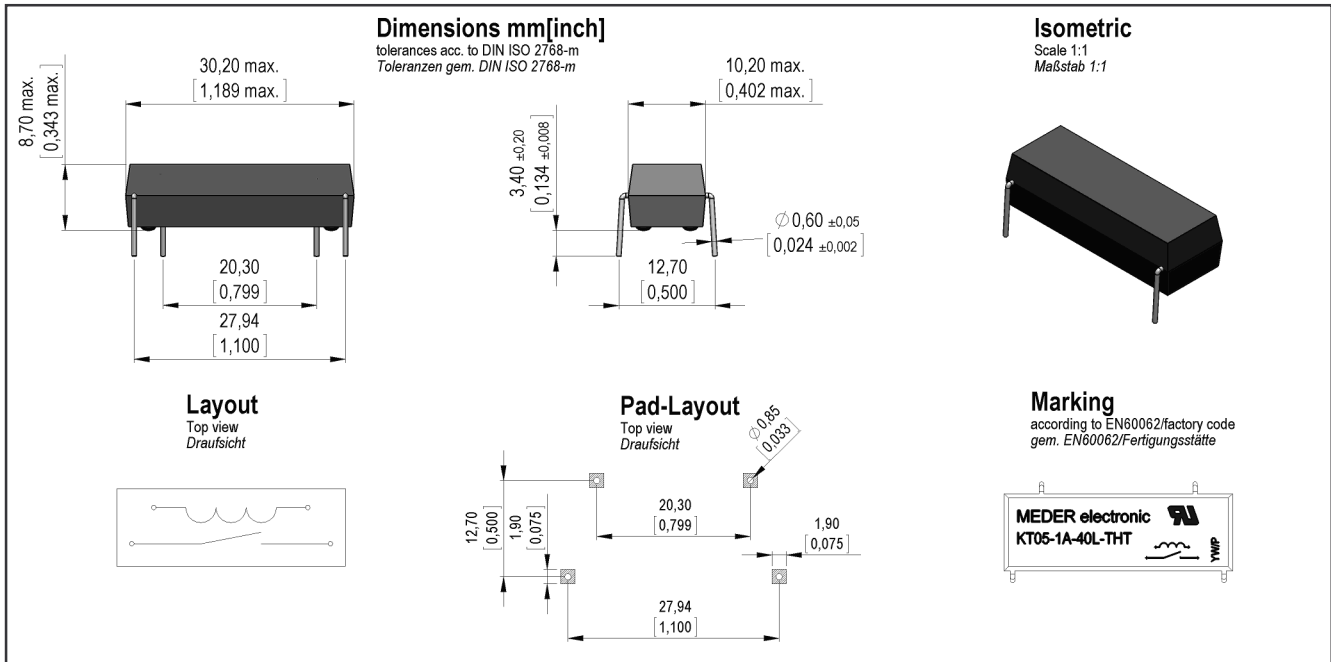 Dimensions mm[inch]
tolerances acc. to DIN ISO 2768-m
Toleranzen gem. DIN ISO 2768-m
30,20 max.
[1,189 max.]
8,70 max.
[0,343 max.]
20,30
[0,799]
27,94
[1,100]
10,20 max.
[0,402 max.]
3,40 ±0,20
[0,134 ±0,008]
∅ 0,60 ±0,05
[0,024 ±0,002]
12,70
[0,500]
Isometric
Scale 1:1
Maßstab 1:1
Layout
Top view
Draufsicht
Pad-Layout
Top view
Draufsicht
∅ 0,85
[0,033]
20,30
[0,799]
12,70
[0,500]
1,90
[0,075]
1,90
[0,075]
27,94
[1,100]
Marking
according to EN60062/factory code
gem. EN60062/Fertigungsstätte
MEDER electronic
KT05-1A-40L-THT
YW/P